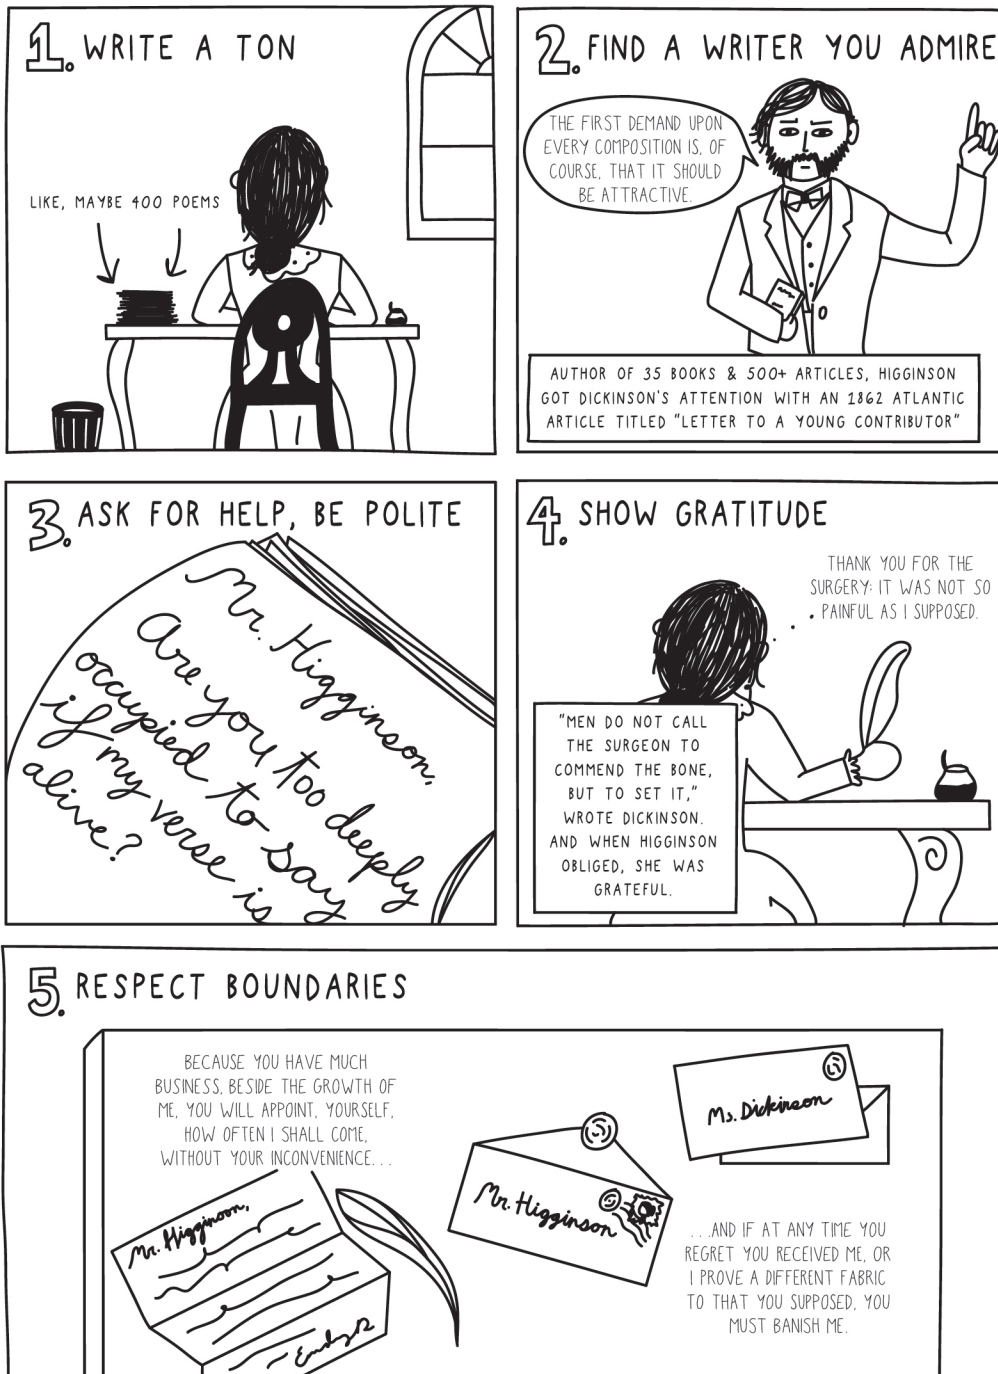 1. WRITE A TON
LIKE, MAYBE 400 POEMS
2. FIND A WRITER YOU ADMIRE
THE FIRST DEMAND UPON
EVERY COMPOSITION IS, OF
COURSE, THAT IT SHOULD
BE ATTRACTIVE.
AUTHOR OF 35 BOOKS & 500+ ARTICLES, HIGGINSON
GOT DICKINSON'S ATTENTION WITH AN 1862 ATLANTIC
ARTICLE TITLED "LETTER TO A YOUNG CONTRIBUTOR"
3. ASK FOR HELP, BE POLITE
Mr. Higginson,
Are you too deeply
occupied to say
if my verse is
alive?
4. SHOW GRATITUDE
THANK YOU FOR THE
SURGERY; IT WAS NOT SO
PAINFUL AS I SUPPOSED.
"MEN DO NOT CALL
THE SURGEON TO
COMMEND THE BONE,
BUT TO SET IT,"
WROTE DICKINSON.
AND WHEN HIGGINSON
OBLIGED, SHE WAS
GRATEFUL.
5. RESPECT BOUNDARIES
BECAUSE YOU HAVE MUCH
BUSINESS, BESIDE THE GROWTH OF
ME, YOU WILL APPOINT, YOURSELF,
HOW OFTEN I SHALL COME,
WITHOUT YOUR INCONVENIENCE...
Mr. Higginson,
Mr. Higginson
Ms. Dickinson
...AND IF AT ANY TIME YOU
REGRET YOU RECEIVED ME, OR
I PROVE A DIFFERENT FABRIC
TO THAT YOU SUPPOSED, YOU
MUST BANISH ME.